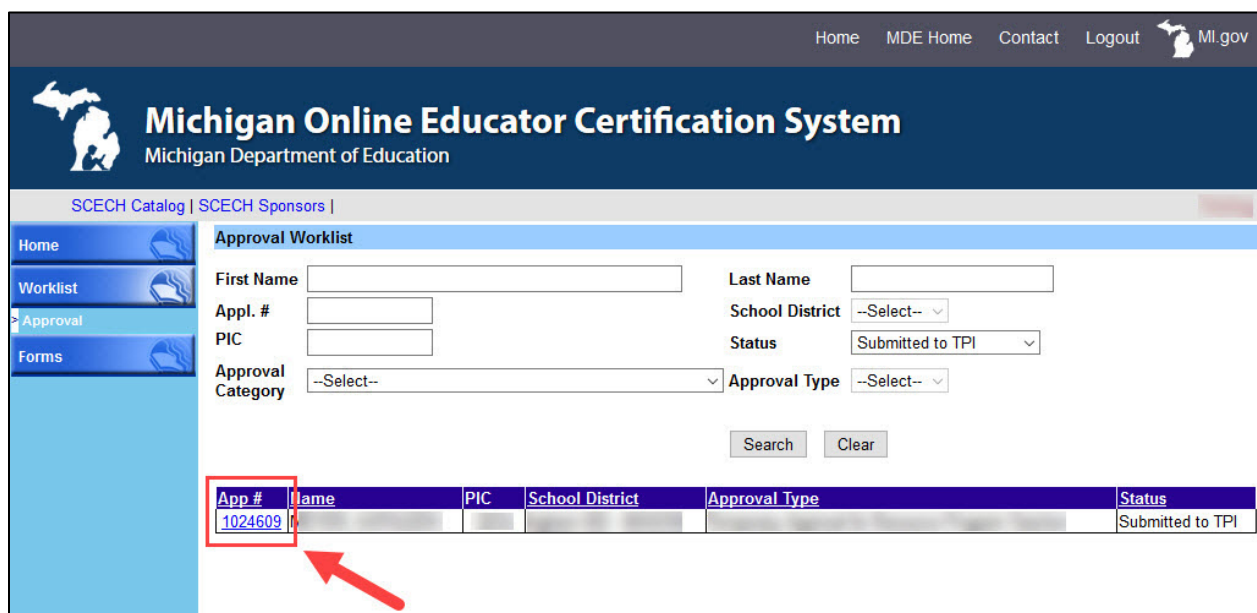 Home MDE Home Contact Logout MI.gov
Michigan Online Educator Certification System
Michigan Department of Education
SCECH Catalog | SCECH Sponsors |
Home
Worklist
> Approval
Forms
Approval Worklist
First Name Last Name
Appl. # School District --Select--
PIC Status Submitted to TPI
Approval Category --Select-- Approval Type --Select--
Search Clear
App # Name PIC School District Approval Type Status
1024609 M Submitted to TPI